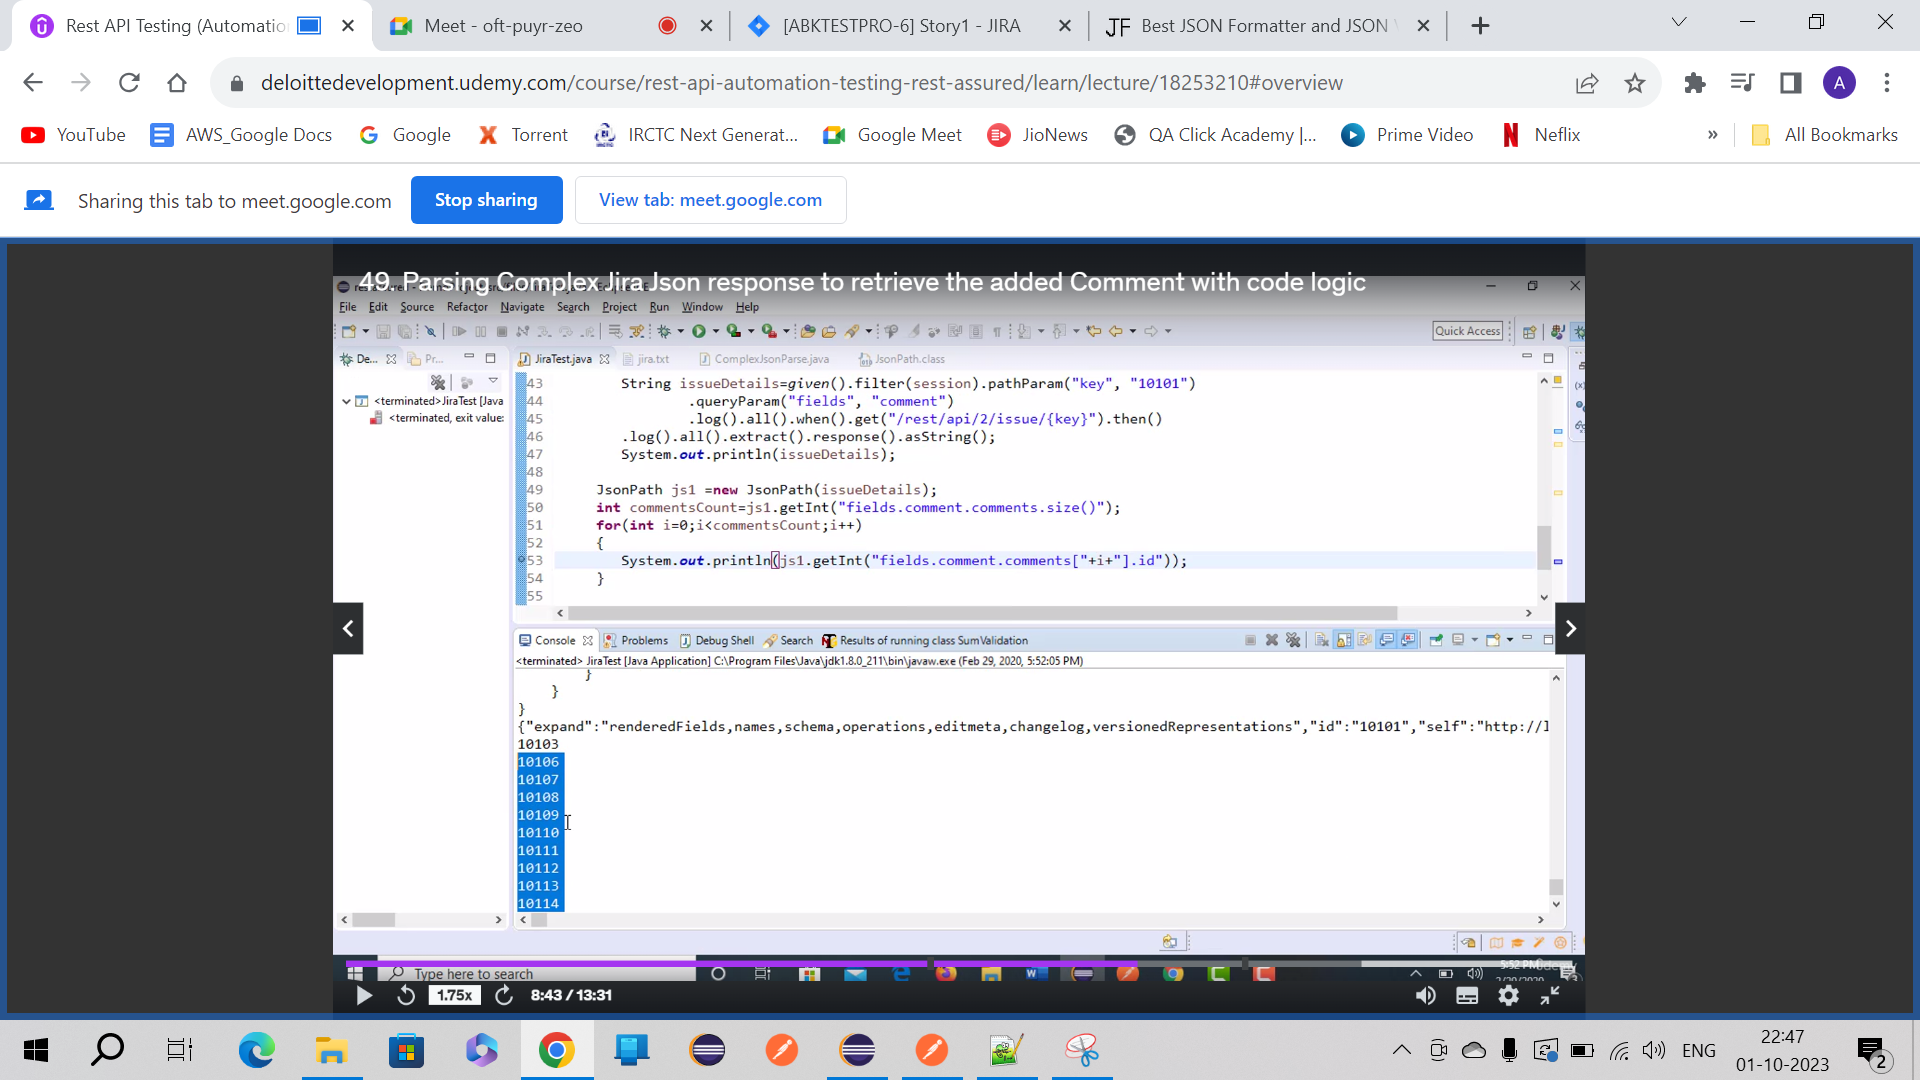 Rest API Testing (Automatio
Meet - oft-puyr-zeo
[ABKTESTPRO-6] Story1 - JIRA
JF Best JSON Formatter and JSON
deloittedevelopment.udemy.com/course/rest-api-automation-testing-rest-assured/learn/lecture/18253210#overview
A
YouTube
AWS_Google Docs
Google
Torrent
IRCTC Next Generat...
Google Meet
JioNews
QA Click Academy |...
Prime Video
Neflix
»
All Bookmarks
Sharing this tab to meet.google.com
Stop sharing
View tab: meet.google.com
49. Parsing Complex Jira Json response to retrieve the added Comment with code logic
File Edit Source Refactor Navigate Search Project Run Window Help
Quick Access
De...
Pr...
JiraTest.java
jira.txt
ComplexJsonParse.java
JsonPath.class
<terminated>JiraTest [Java
<terminated, exit value:
43 String issueDetails=given().filter(session).pathParam("key", "10101")
44 .queryParam("fields", "comment")
45 .log().all().when().get("/rest/api/2/issue/{key}").then()
46 .log().all().extract().response().asString();
47 System.out.println(issueDetails);
48
49 JsonPath js1 =new JsonPath(issueDetails);
50 int commentsCount=js1.getInt("fields.comment.comments.size()");
51 for(int i=0;i<commentsCount;i++)
52 {
53 System.out.println(js1.getInt("fields.comment.comments["+i+"].id"));
54 }
55
Console
Problems
Debug Shell
Search
Results of running class SumValidation
<terminated> JiraTest [Java Application] C:\Program Files\Java\jdk1.8.0_211\bin\javaw.exe (Feb 29, 2020, 5:52:05 PM)
}
}
}
{"expand":"renderedFields,names,schema,operations,editmeta,changelog,versionedRepresentations","id":"10101","self":"http://l
10103
10106
10107
10108
10109
10110
10111
10112
10113
10114
Type here to search
5:52 PM
udemy
1.75x
8:43 / 13:31
ENG
22:47
01-10-2023
2